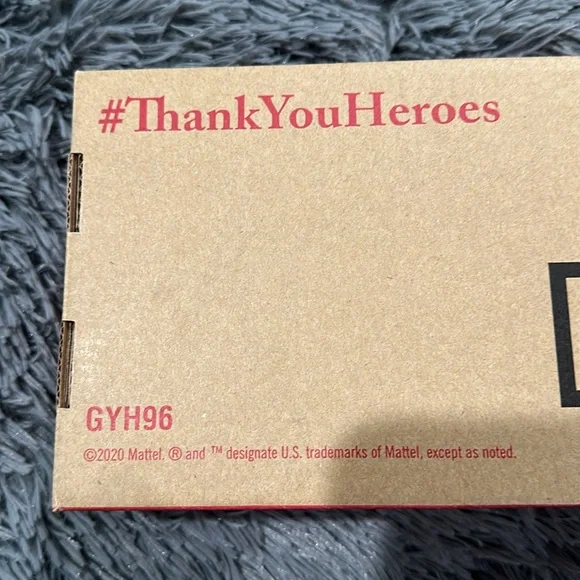 #ThankYouHeroes
GYH96
©2020 Mattel. ® and ™ designate U.S. trademarks of Mattel, except as noted.